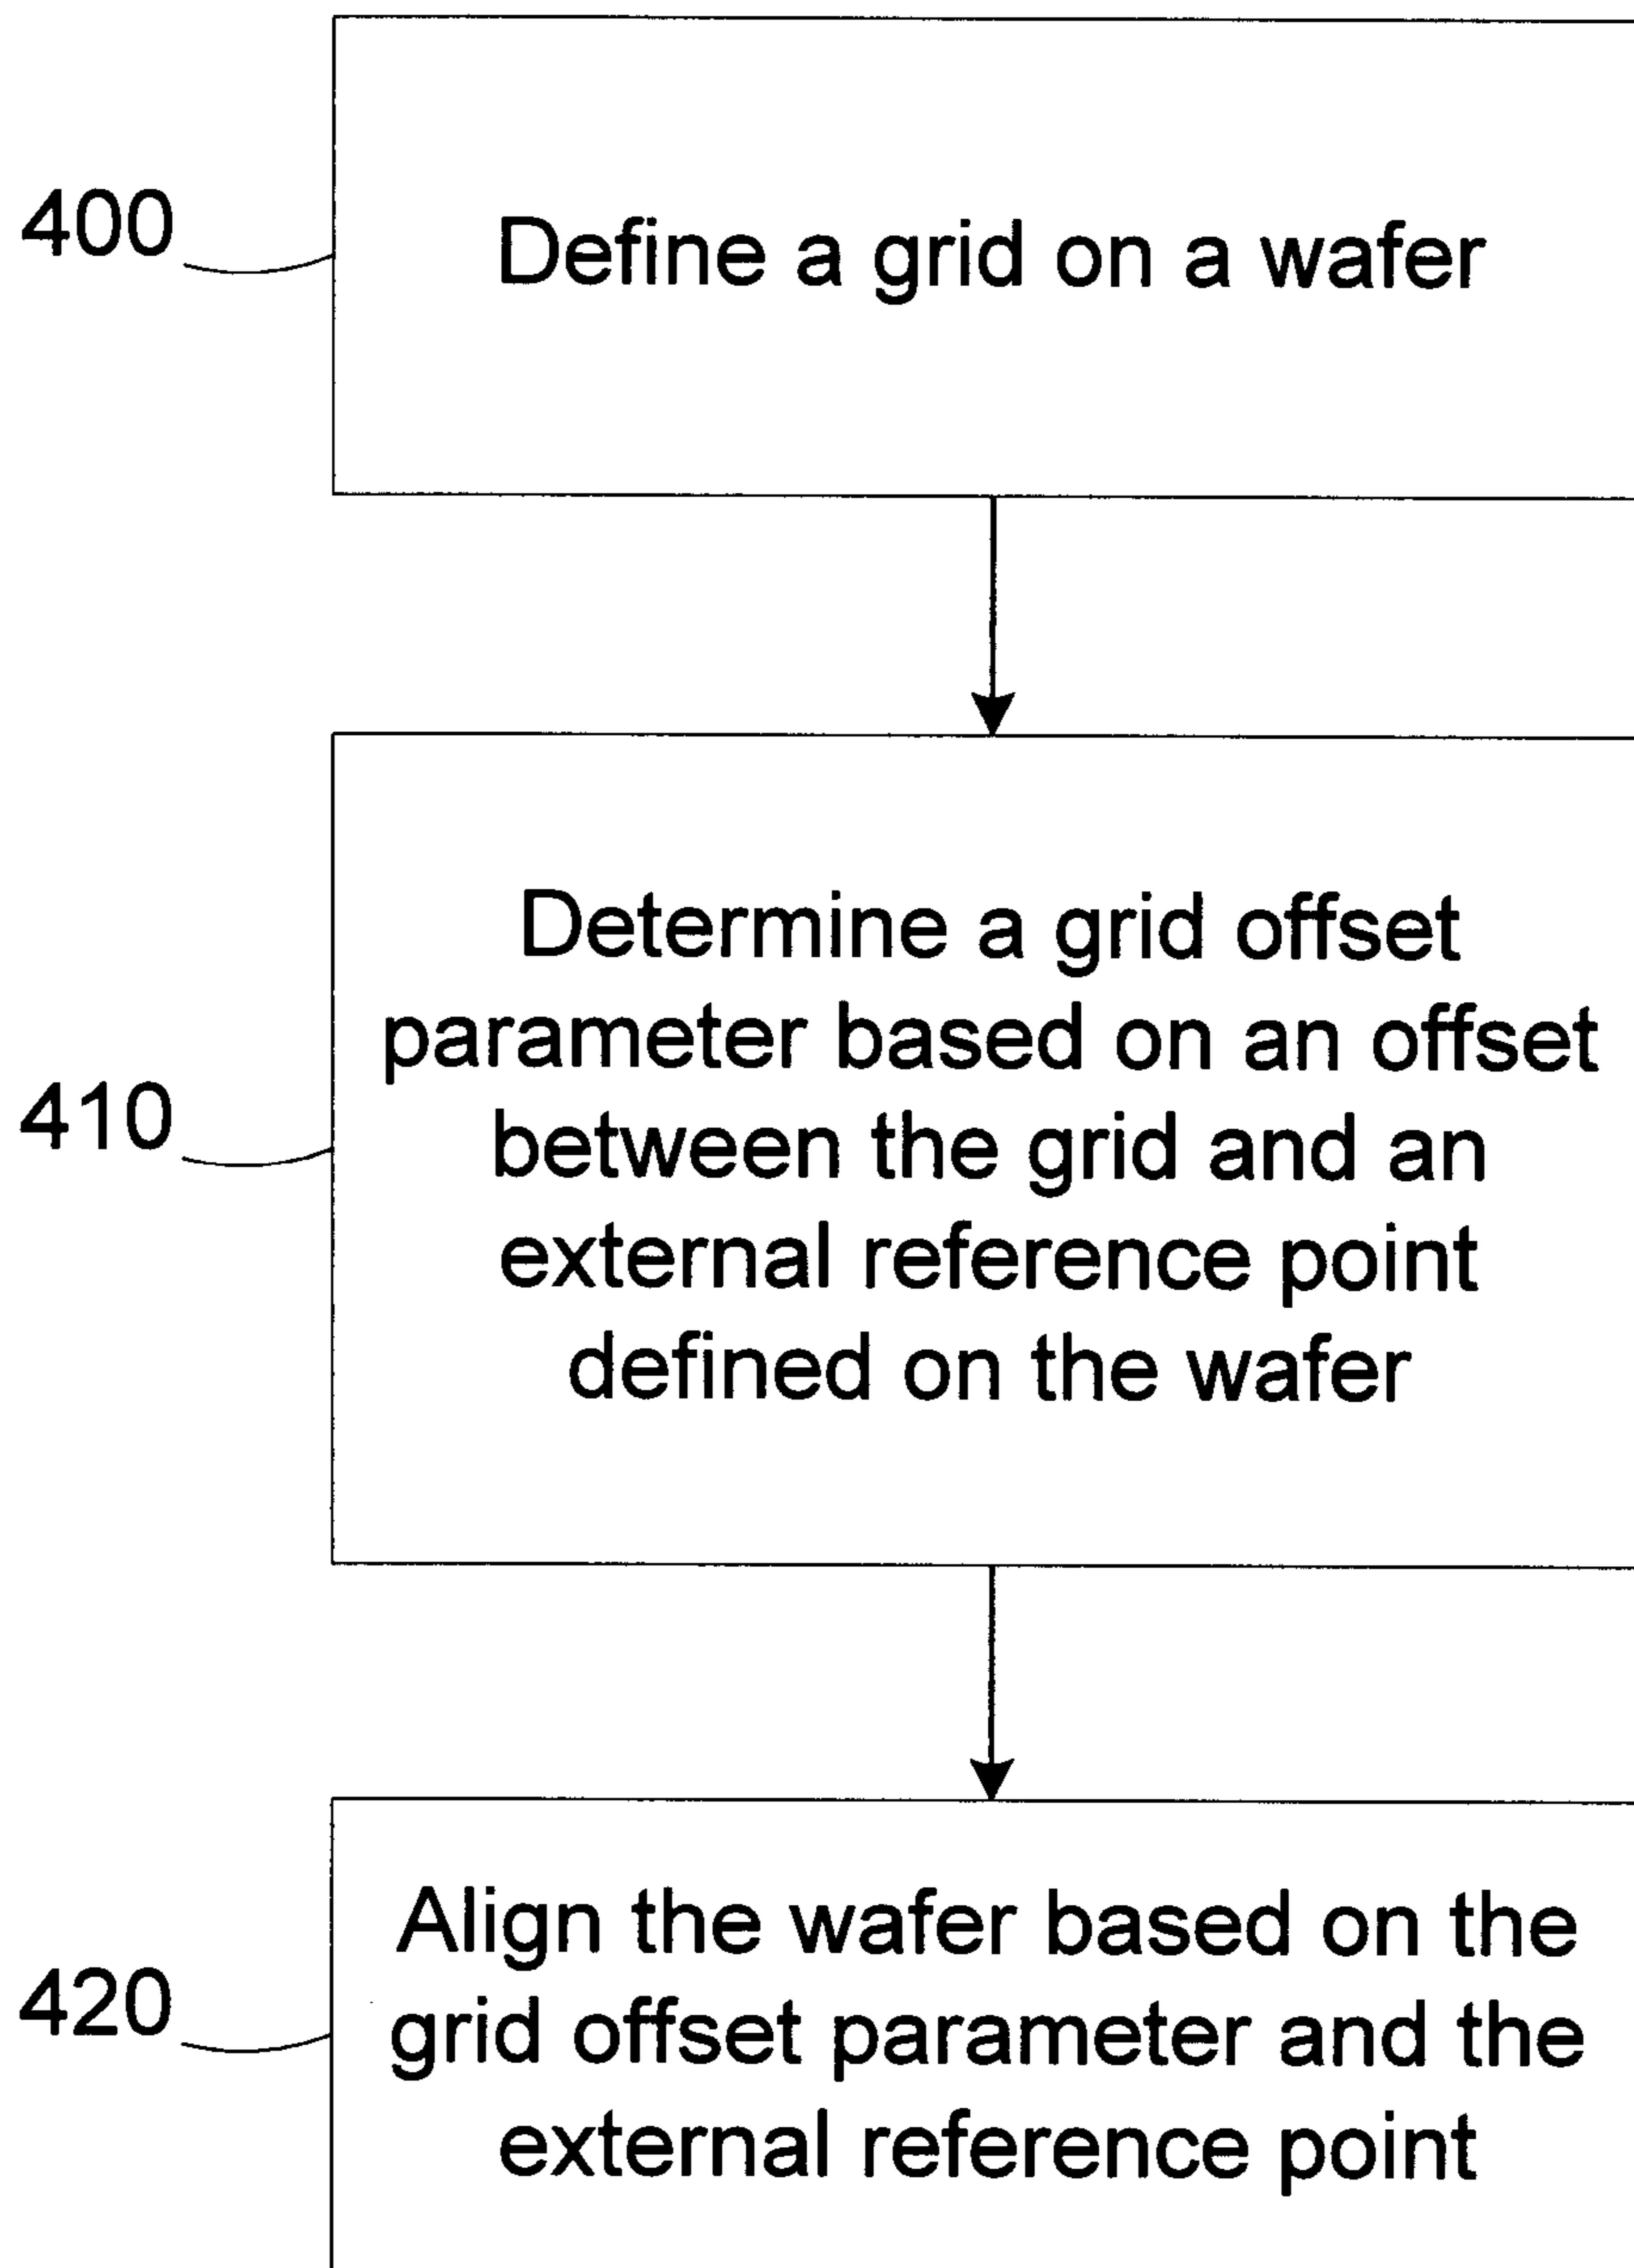 400
Define a grid on a wafer
410
Determine a grid offset
parameter based on an offset
between the grid and an
external reference point
defined on the wafer
420
Align the wafer based on the
grid offset parameter and the
external reference point